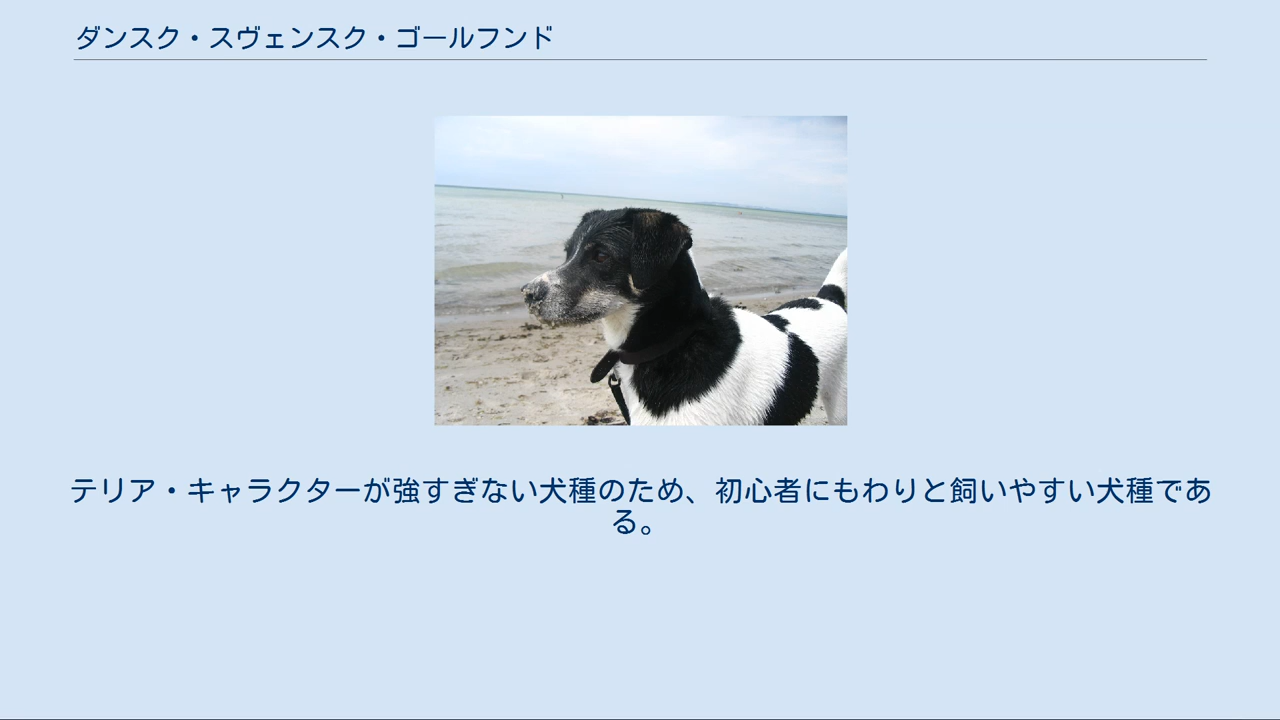 ダンスク・スヴェンスク・ゴールフンド
テリア・キャラクターが強すぎない犬種のため、初心者にもわりと飼いやすい犬種であ
る。